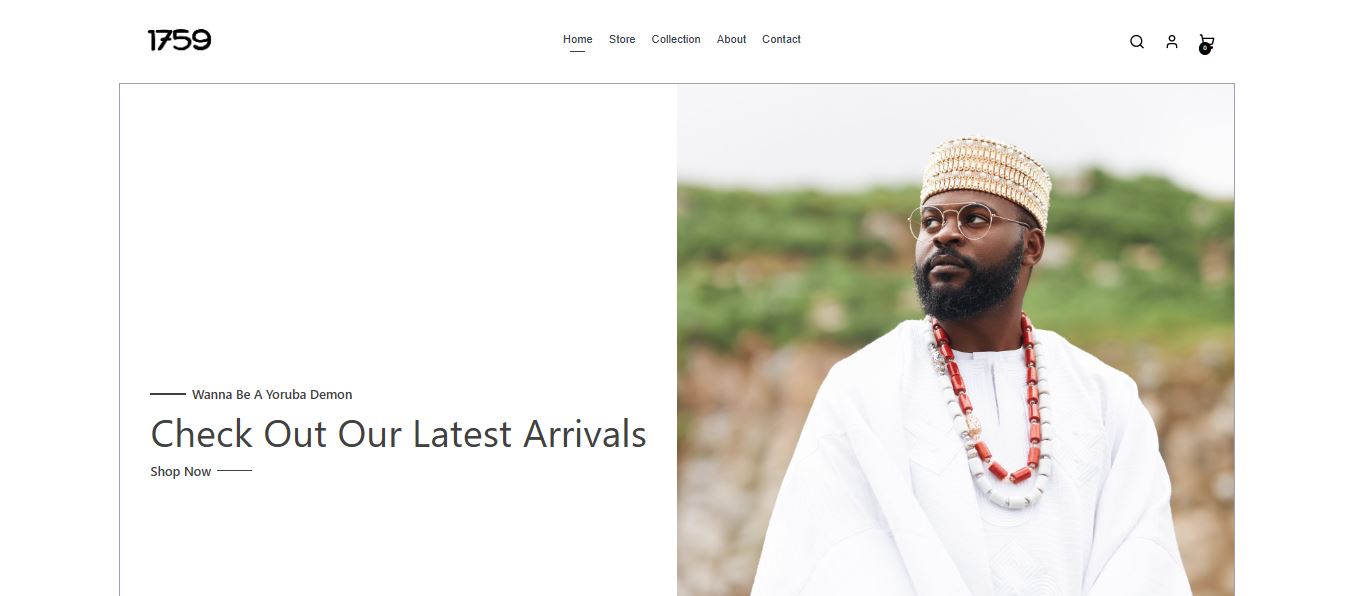 1759
Home Store Collection About Contact
0
Wanna Be A Yoruba Demon
Check Out Our Latest Arrivals
Shop Now